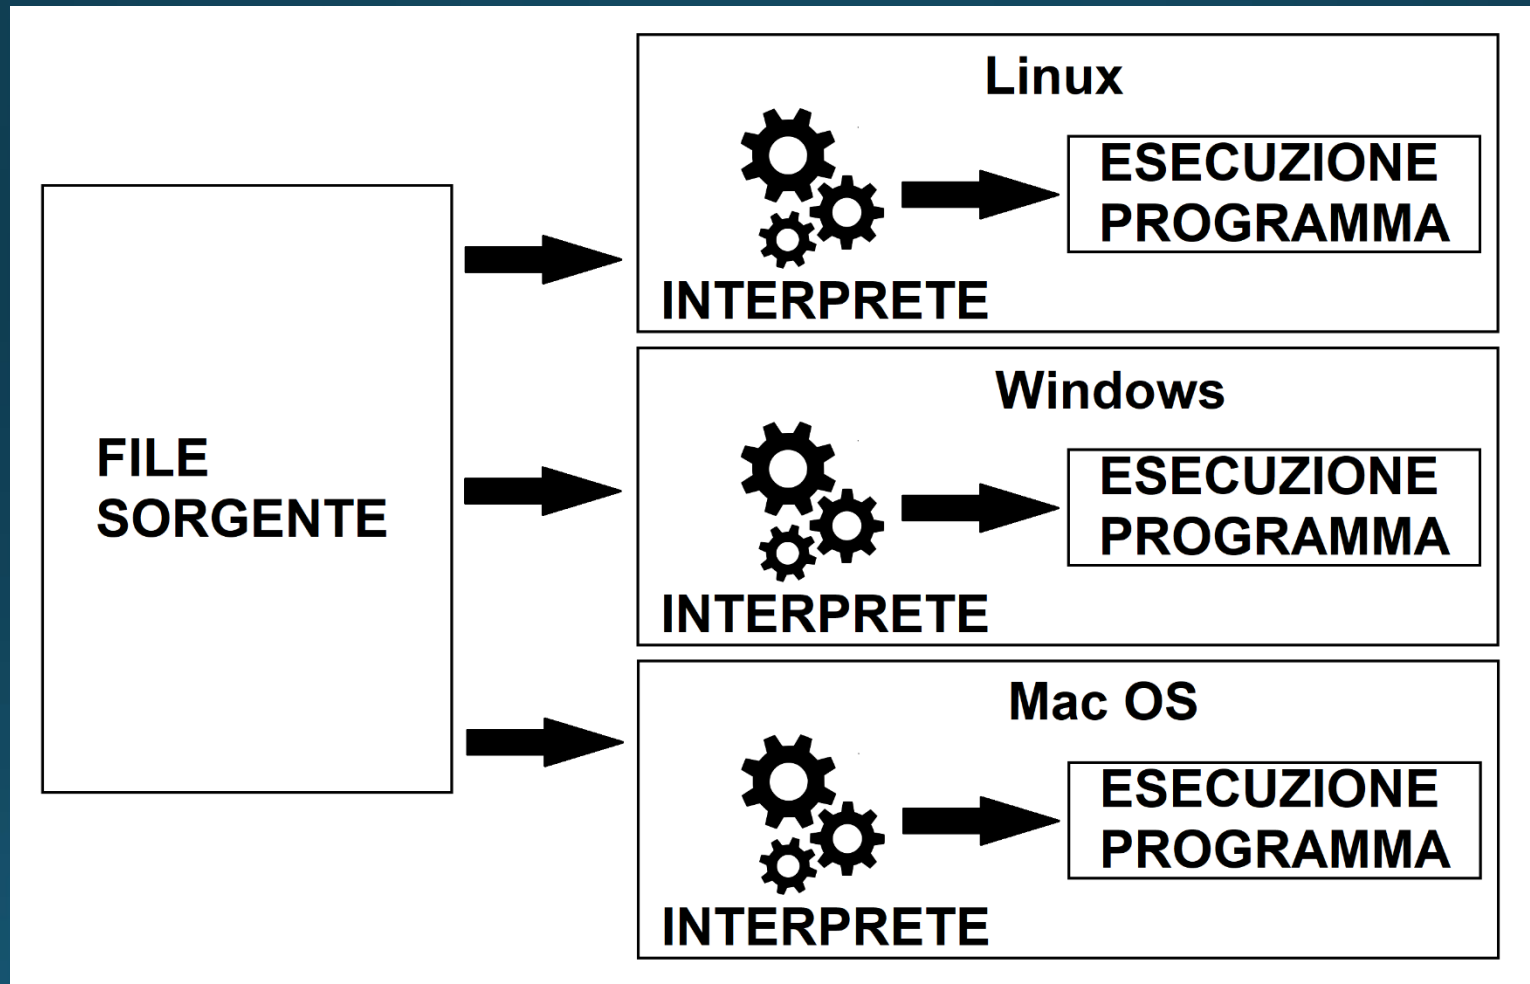 FILE
SORGENTE
Linux
ESECUZIONE
PROGRAMMA
INTERPRETE
Windows
ESECUZIONE
PROGRAMMA
INTERPRETE
Mac OS
ESECUZIONE
PROGRAMMA
INTERPRETE